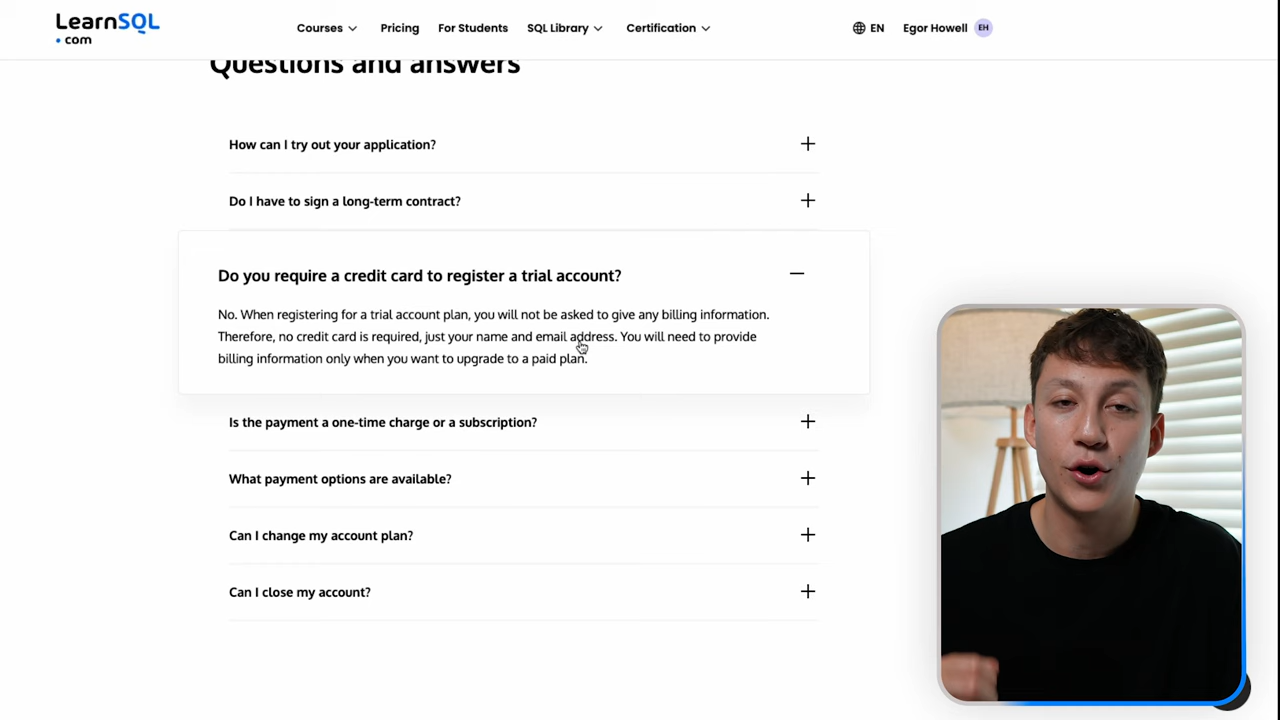 LearnSQL
.com
Courses
Pricing
For Students
SQL Library
Certification
EN
Egor Howell
EH
Questions and answers
How can I try out your application?
Do I have to sign a long-term contract?
Do you require a credit card to register a trial account?
No. When registering for a trial account plan, you will not be asked to give any billing information.
Therefore, no credit card is required, just your name and email address. You will need to provide
billing information only when you want to upgrade to a paid plan.
Is the payment a one-time charge or a subscription?
What payment options are available?
Can I change my account plan?
Can I close my account?